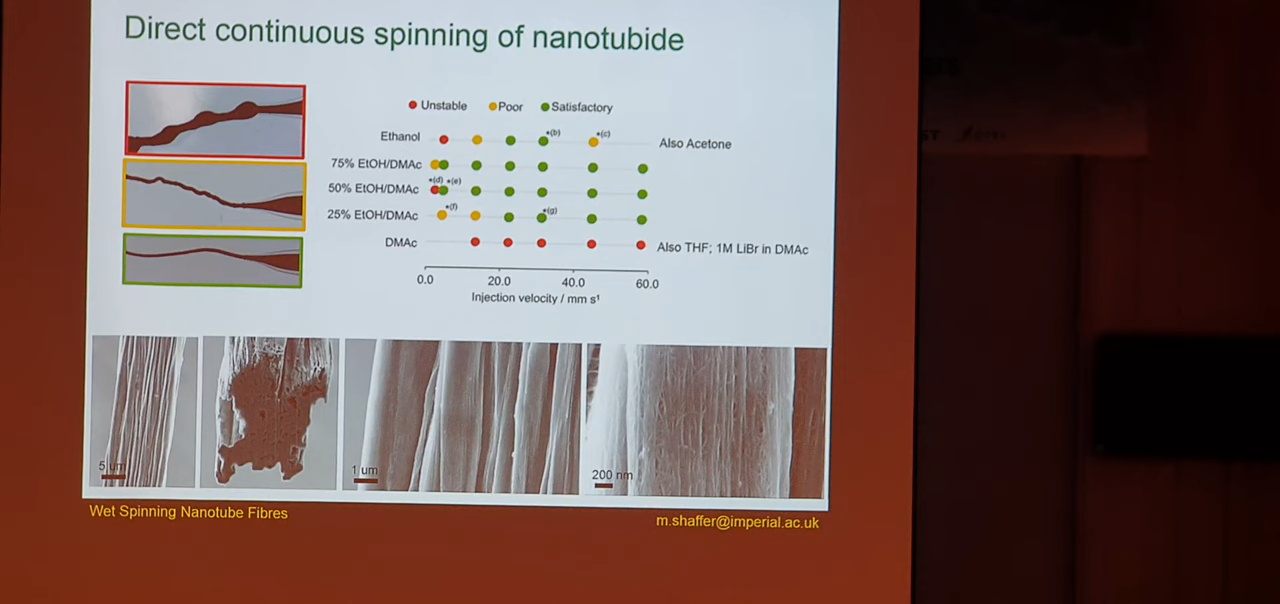 Direct continuous spinning of nanotubide
Unstable Poor Satisfactory
Ethanol *(b) *(c) Also Acetone
75% EtOH/DMAc
50% EtOH/DMAc *(d) *(e)
25% EtOH/DMAc *(f) *(g)
DMAc Also THF; 1M LiBr in DMAc
0.0 20.0 40.0 60.0
Injection velocity / mm s¹
5 um 1 um 200 nm
Wet Spinning Nanotube Fibres m.shaffer@imperial.ac.uk